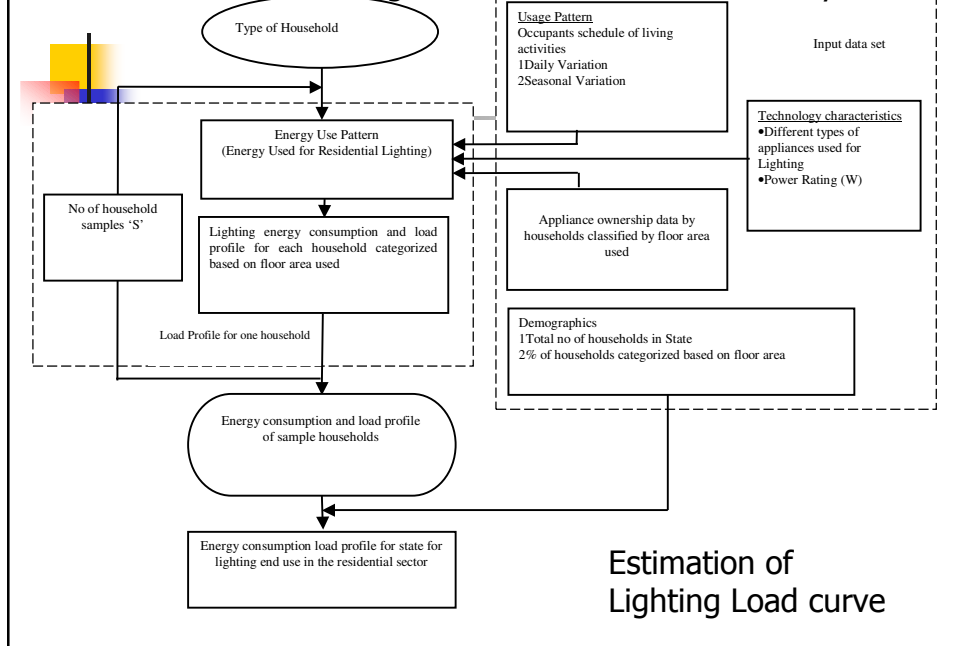 Type of Household
Usage Pattern
Occupants schedule of living
activities
1Daily Variation
2Seasonal Variation
Input data set
Technology characteristics
•Different types of
appliances used for
Lighting
•Power Rating (W)
Energy Use Pattern
(Energy Used for Residential Lighting)
No of household
samples ‘S’
Lighting energy consumption and load
profile for each household categorized
based on floor area used
Appliance ownership data by
households classified by floor area
used
Load Profile for one household
Demographics
1Total no of households in State
2% of households categorized based on floor area
Energy consumption and load profile
of sample households
Energy consumption load profile for state for
lighting end use in the residential sector
Estimation of
Lighting Load curve